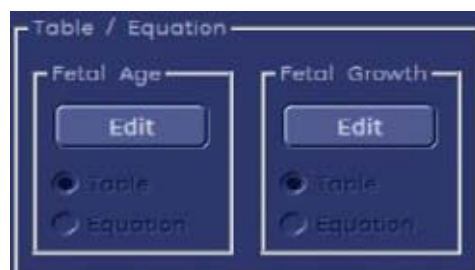 Table / Equation
Fetal Age
Edit
Table
Equation
Fetal Growth
Edit
Table
Equation